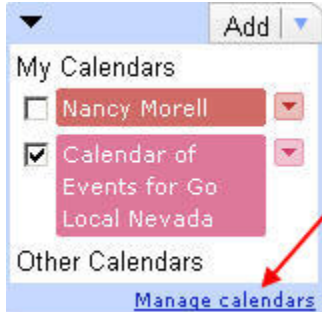 Add
My Calendars
Nancy Morell
Calendar of
Events for Go
Local Nevada
Other Calendars
Manage calendars